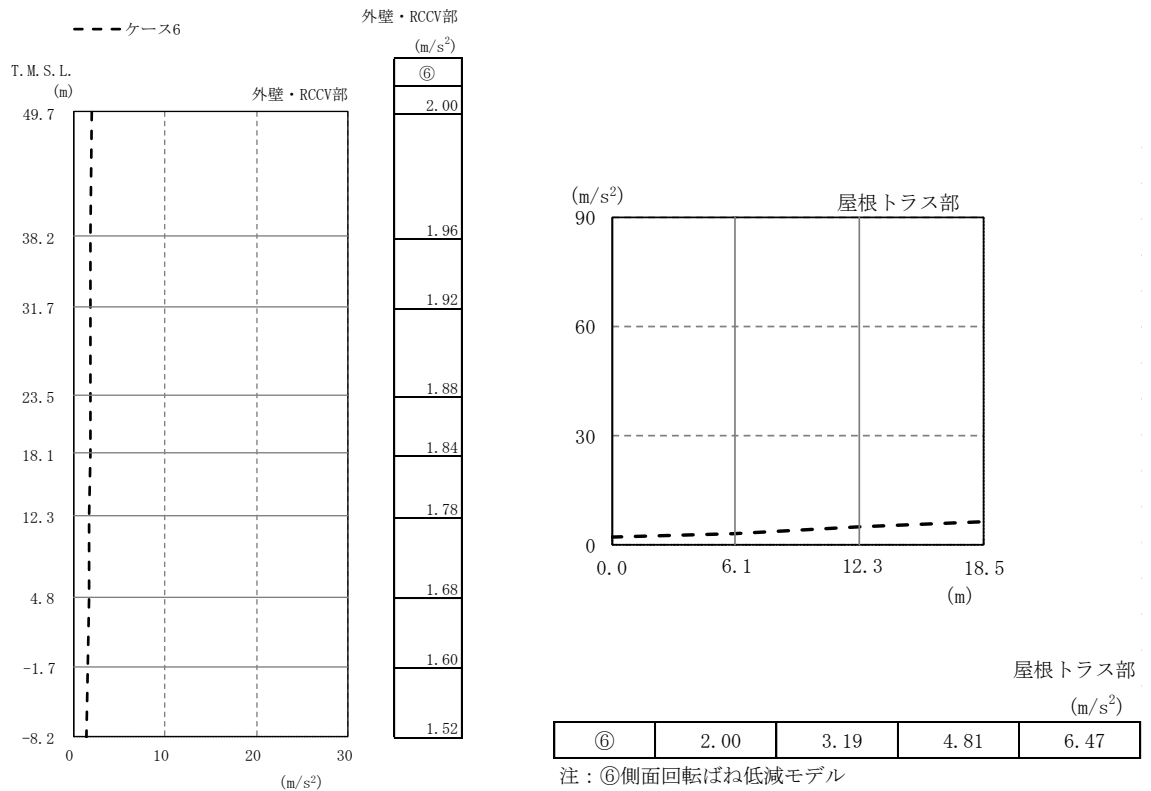 ケース6
T.M.S.L.
(m)
外壁・RCCV部
49.7
38.2
31.7
23.5
18.1
12.3
4.8
-1.7
-8.2
0 10 20 30
(m/s²)
外壁・RCCV部
(m/s²)
⑥
2.00
1.96
1.92
1.88
1.84
1.78
1.68
1.60
1.52
(m/s²)
屋根トラス部
90
60
30
0
0.0 6.1 12.3 18.5
(m)
屋根トラス部
(m/s²)
⑥ 2.00 3.19 4.81 6.47
注：⑥側面回転ばね低減モデル